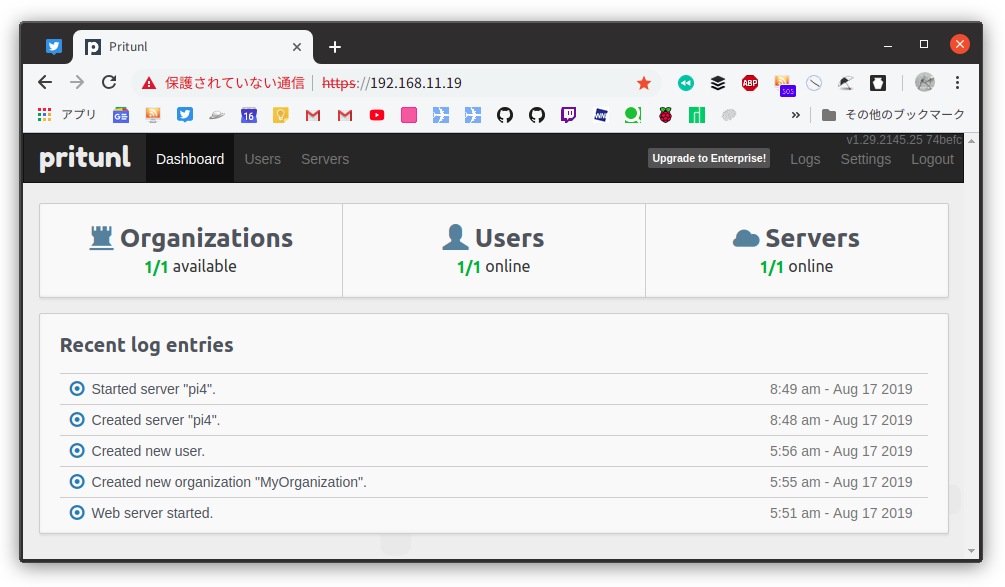 Pritunl
保護されていない通信 https://192.168.11.19
ABP
505
アプリ
16
その他のブックマーク
v1.29.2145.25 74befc
pritunl Dashboard Users Servers Upgrade to Enterprise! Logs Settings Logout
Organizations
1/1 available
Users
1/1 online
Servers
1/1 online
Recent log entries
Started server "pi4". 8:49 am - Aug 17 2019
Created server "pi4". 8:48 am - Aug 17 2019
Created new user. 5:56 am - Aug 17 2019
Created new organization "MyOrganization". 5:55 am - Aug 17 2019
Web server started. 5:51 am - Aug 17 2019